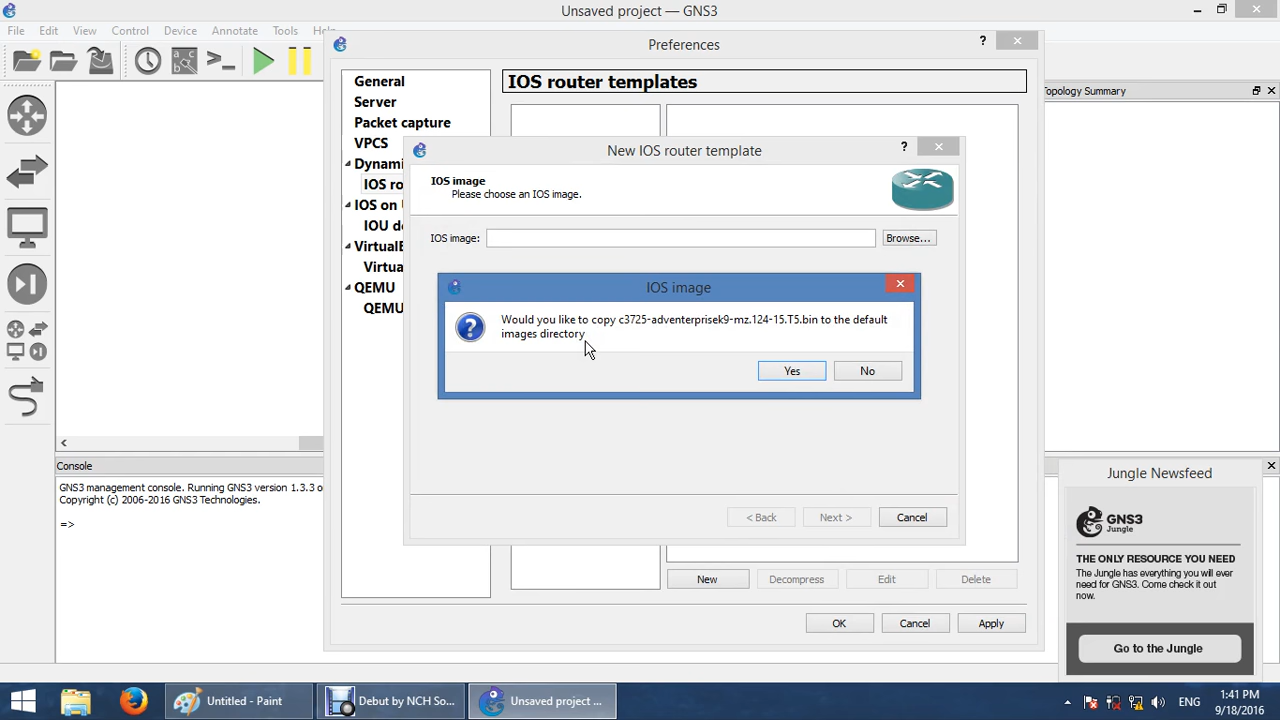 Unsaved project — GNS3
File Edit View Control Device Annotate Tools Help
Preferences
?
General
Server
Packet capture
VPCS
Dynami
IOS ro
IOS on U
IOU de
VirtualB
Virtua
QEMU
QEMU
IOS router templates
New IOS router template
?
IOS image
Please choose an IOS image.
IOS image:
Browse...
IOS image
Would you like to copy c3725-adventerprisek9-mz.124-15.T5.bin to the default
images directory
Yes No
< Back Next > Cancel
New Decompress Edit Delete
OK Cancel Apply
Topology Summary
Console
GNS3 management console. Running GNS3 version 1.3.3 o
Copyright (c) 2006-2016 GNS3 Technologies.
=>
Jungle Newsfeed
GNS3
Jungle
THE ONLY RESOURCE YOU NEED
The Jungle has everything you will ever
need for GNS3. Come check it out
now.
Go to the Jungle
Untitled - Paint
Debut by NCH So...
Unsaved project ...
ENG
1:41 PM
9/18/2016